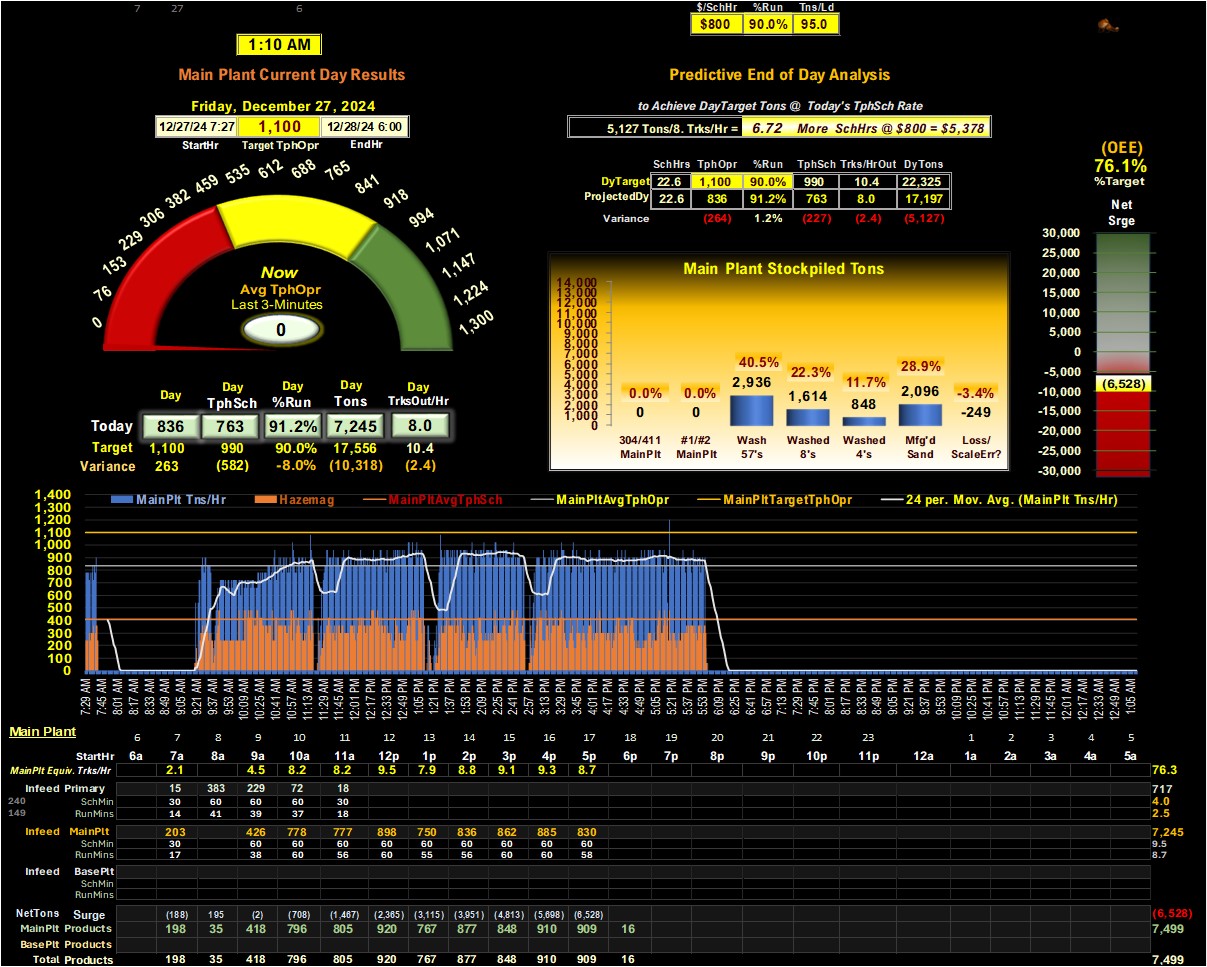 7 27 6
$/SchHr %Run Tns/Ld
$800 90.0% 95.0
1:10 AM
Main Plant Current Day Results
Friday, December 27, 2024
12/27/24 7:27 1,100 12/28/24 6:00
StartHr Target TphOpr EndHr
0 76 153 229 306 382 459 535 612 688 765 841 918 994 1,071 1,147 1,224 1,300
Now
Avg TphOpr
Last 3-Minutes
0
Day Day TphSch Day %Run Day Tons Day TrksOut/Hr
Today 836 763 91.2% 7,245 8.0
Target 1,100 990 90.0% 17,556 10.4
Variance 263 (582) -8.0% (10,318) (2.4)
Predictive End of Day Analysis
to Achieve DayTarget Tons @ Today's TphSch Rate
5,127 Tons/8. Trks/Hr = 6.72 More SchHrs @ $800 = $5,378
SchHrs TphOpr %Run TphSch Trks/HrOut DyTons
DyTarget 22.6 1,100 90.0% 990 10.4 22,325
ProjectedDy 22.6 836 91.2% 763 8.0 17,197
Variance (264) 1.2% (227) (2.4) (5,127)
Main Plant Stockpiled Tons
14,000
13,000
12,000
11,000
10,000
9,000
8,000
7,000
6,000
5,000
4,000
3,000
2,000
1,000
0
0.0% 0.0% 40.5% 22.3% 11.7% 28.9% -3.4%
0 0 2,936 1,614 848 2,096 -249
304/411 #1/#2 Wash Washed Washed Mfg'd Loss/
MainPlt MainPlt 57's 8's 4's Sand ScaleErr?
(OEE)
76.1%
%Target
Net
Srge
30,000
25,000
20,000
15,000
10,000
5,000
0
-5,000
-10,000
-15,000
-20,000
-25,000
-30,000
(6,528)
MainPlt Tns/Hr Hazemag MainPltAvgTphSch MainPltAvgTphOpr MainPltTargetTphOpr 24 per. Mov. Avg. (MainPlt Tns/Hr)
1,400
1,300
1,200
1,100
1,000
900
800
700
600
500
400
300
200
100
0
7:29 AM 7:45 AM 8:01 AM 8:17 AM 8:33 AM 8:49 AM 9:05 AM 9:21 AM 9:37 AM 9:53 AM 10:09 AM 10:25 AM 10:41 AM 10:57 AM 11:13 AM 11:29 AM 11:45 AM 12:01 PM 12:17 PM 12:33 PM 12:49 PM 1:05 PM 1:21 PM 1:37 PM 1:53 PM 2:09 PM 2:25 PM 2:41 PM 2:57 PM 3:13 PM 3:29 PM 3:45 PM 4:01 PM 4:17 PM 4:33 PM 4:49 PM 5:05 PM 5:21 PM 5:37 PM 5:53 PM 6:09 PM 6:25 PM 6:41 PM 6:57 PM 7:13 PM 7:29 PM 7:45 PM 8:01 PM 8:17 PM 8:33 PM 8:49 PM 9:05 PM 9:21 PM 9:37 PM 9:53 PM 10:09 PM 10:25 PM 10:41 PM 10:57 PM 11:13 PM 11:29 PM 11:45 PM 12:01 AM 12:17 AM 12:33 AM 12:49 AM 1:05 AM
Main Plant
6 7 8 9 10 11 12 13 14 15 16 17 18 19 20 21 22 23 1 2 3 4 5
StartHr 6a 7a 8a 9a 10a 11a 12p 1p 2p 3p 4p 5p 6p 7p 8p 9p 10p 11p 12a 1a 2a 3a 4a 5a
MainPlt Equiv. Trks/Hr 2.1 4.5 8.2 8.2 9.5 7.9 8.8 9.1 9.3 8.7 76.3
Infeed Primary 15 383 229 72 18 717
240 SchMin 30 60 60 60 30 4.0
149 RunMins 14 41 39 37 18 2.5
Infeed MainPlt 203 426 778 777 898 750 836 862 885 830 7,245
SchMin 30 60 60 60 60 60 60 60 60 60 9.5
RunMins 17 38 60 56 60 55 56 60 60 58 8.7
Infeed BasePlt
SchMin
RunMins
NetTons Surge (188) 195 (2) (708) (1,467) (2,365) (3,115) (3,951) (4,813) (5,698) (6,528) (6,528)
MainPlt Products 198 35 418 796 805 920 767 877 848 910 909 16 7,499
BasePlt Products
Total Products 198 35 418 796 805 920 767 877 848 910 909 16 7,499